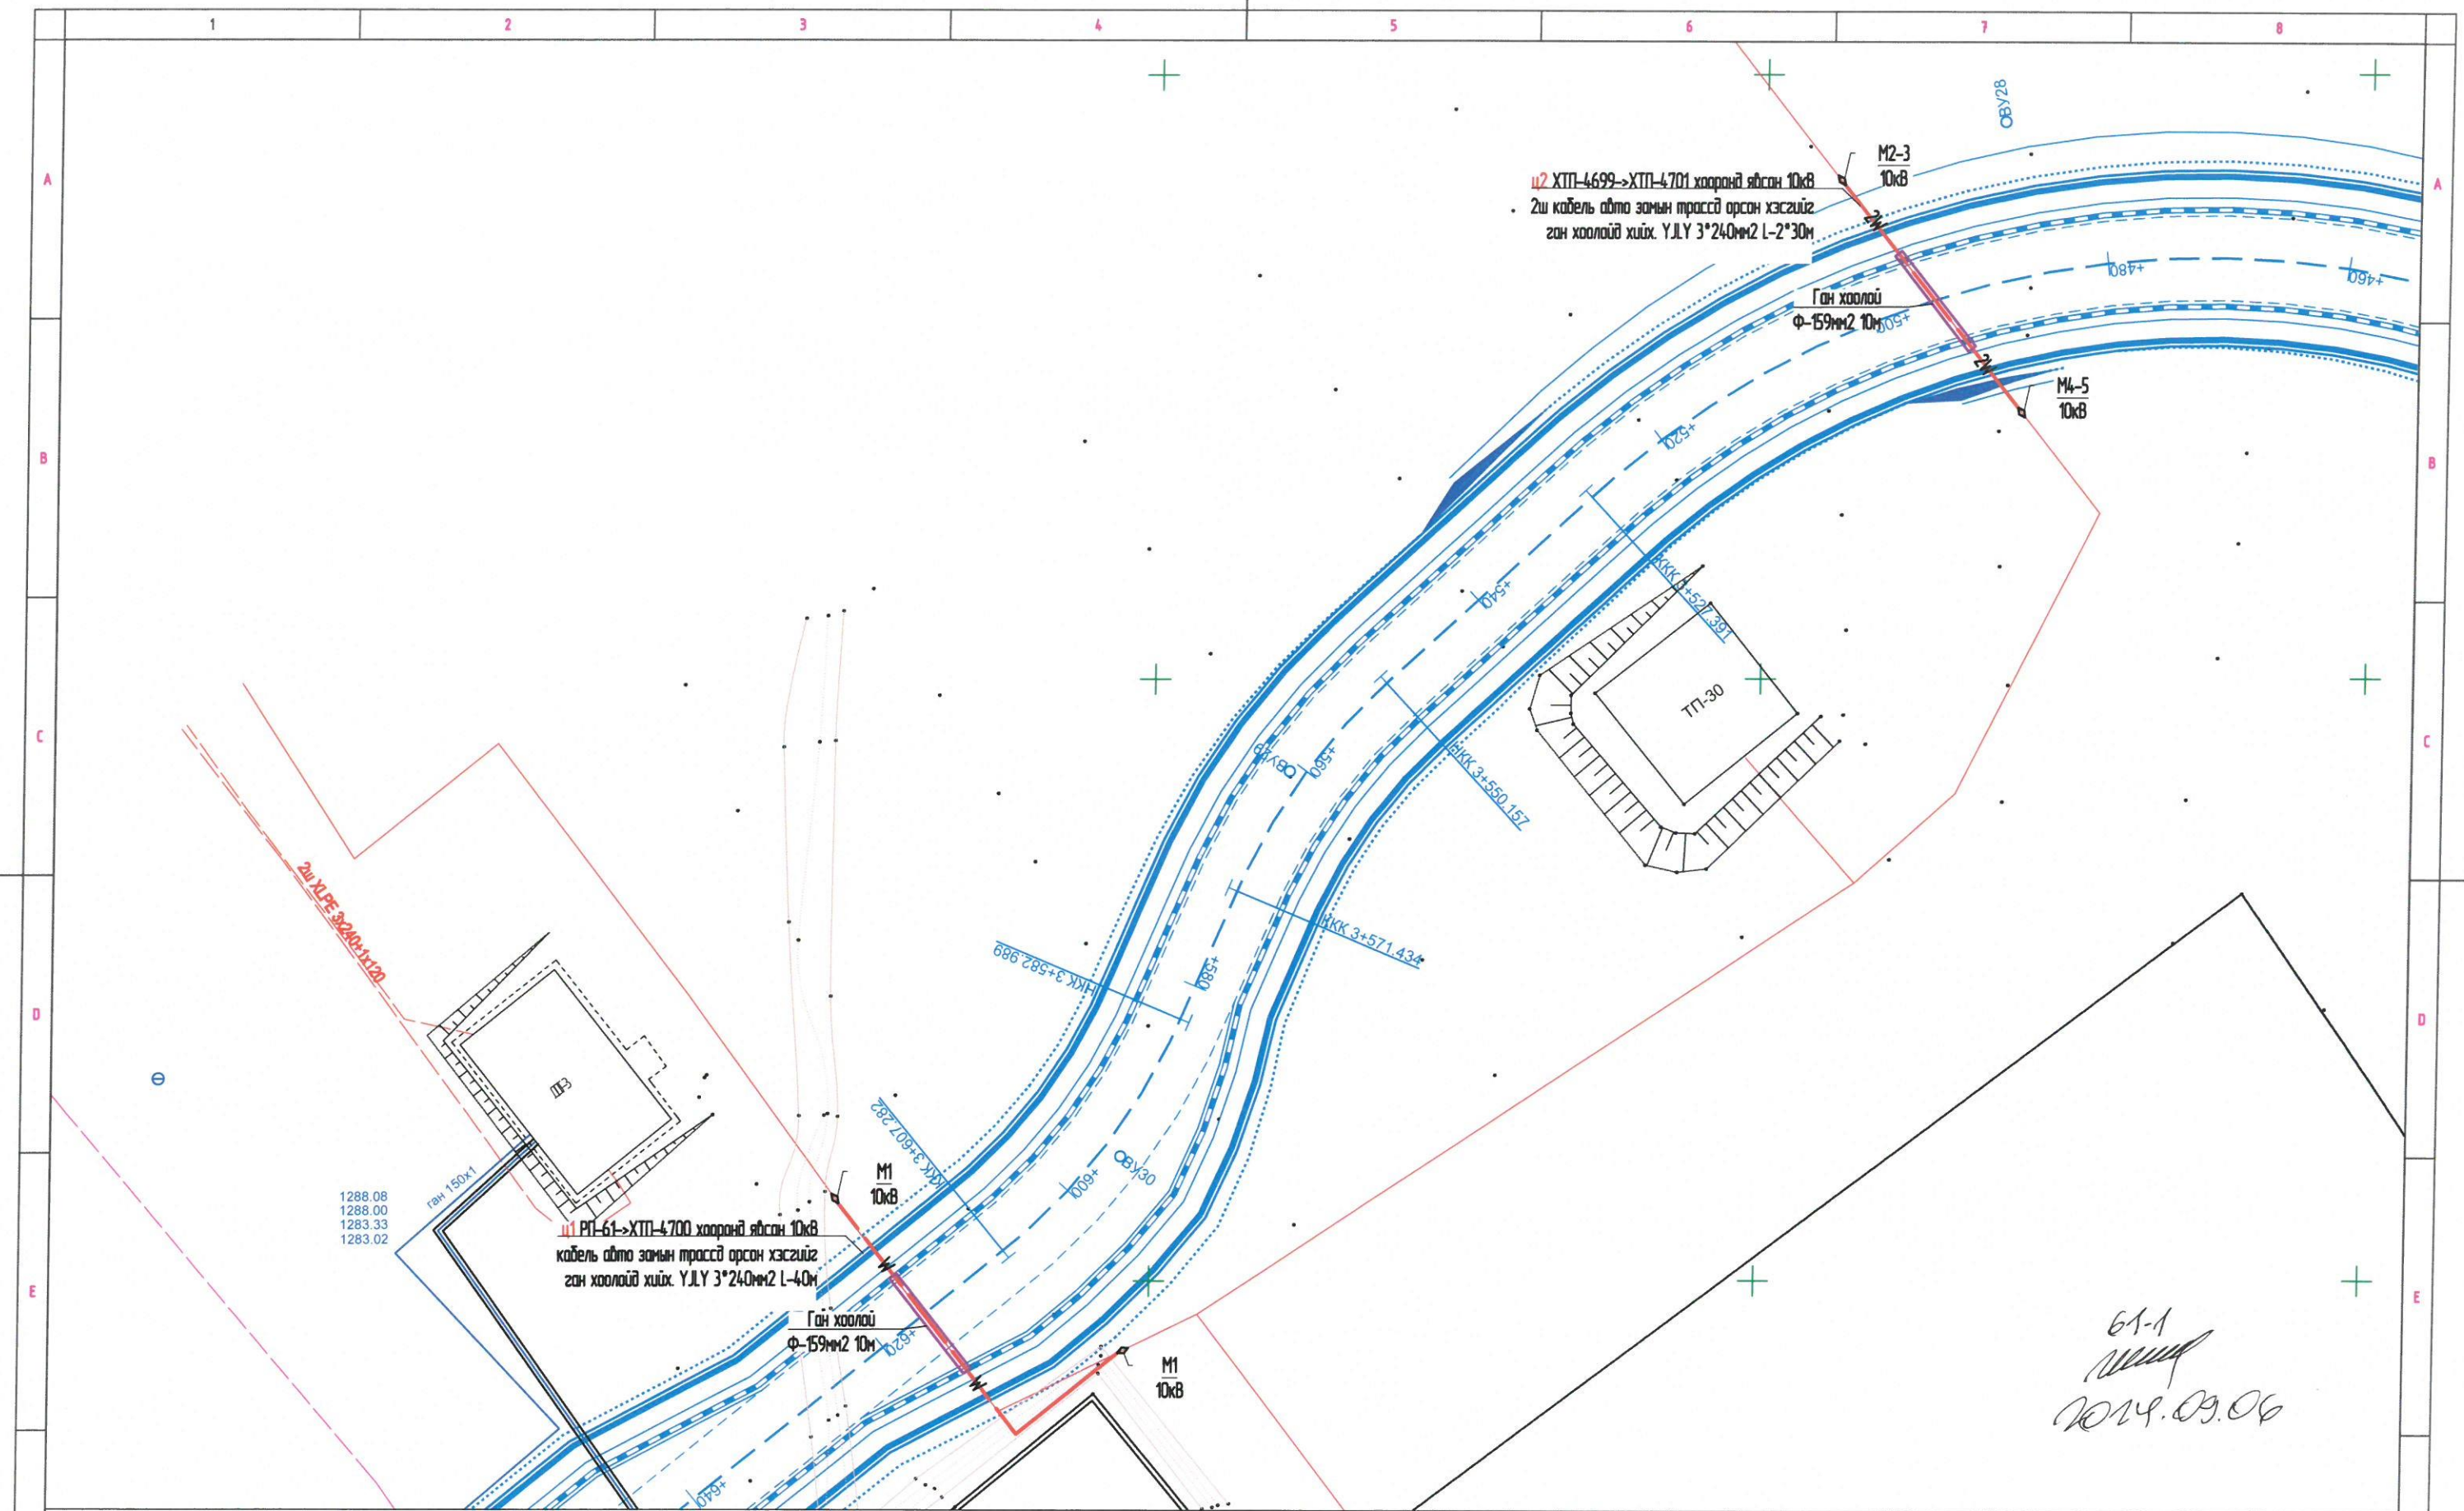 1 2 3 4 5 6 7 8
A A
B B
C C
D D
E E
ОВУ28
М2-3
10кВ
ц2 ХТП-4699->ХТП-4701 хооронд явсан 10кВ
2ш кабель авто замын трассд орсон хэсгийг
ган хоолойд хийх. YJLY 3*240мм2 L-2*30м
2W
Ган хоолой
Ф-159мм2 10м
+460
+480
+500
2W
М4-5
10кВ
+520
+540
ККК 3+527.391
ТП-30
+560
НКК 3+550.157
2ш XLPE 3x240+1x120
ККК 3+571.434
НКК 3+582.989
+580
ККК 3+607.282
ОВУ30
+600
ган 150x1
1288.08
1288.00
1283.33
1283.02
М1
10кВ
ц1 РП-61->ХТП-4700 хооронд явсан 10кВ
кабель авто замын трассд орсон хэсгийг
ган хоолойд хийх. YJLY 3*240мм2 L-40м
W
Ган хоолой
Ф-159мм2 10м
+620
W
М1
10кВ
+640
61-1
2014.09.06